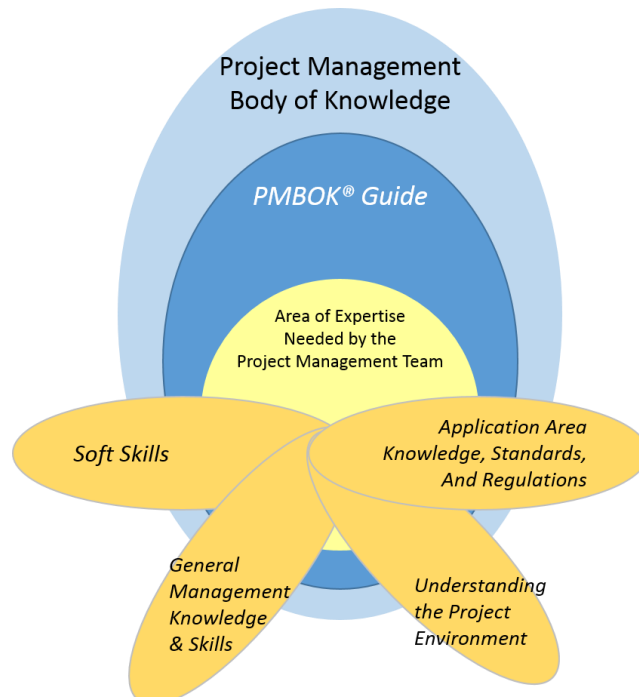 Project Management
Body of Knowledge
PMBOK® Guide
Area of Expertise
Needed by the
Project Management Team
Soft Skills
Application Area
Knowledge, Standards,
And Regulations
General
Management
Knowledge
& Skills
Understanding
the Project
Environment